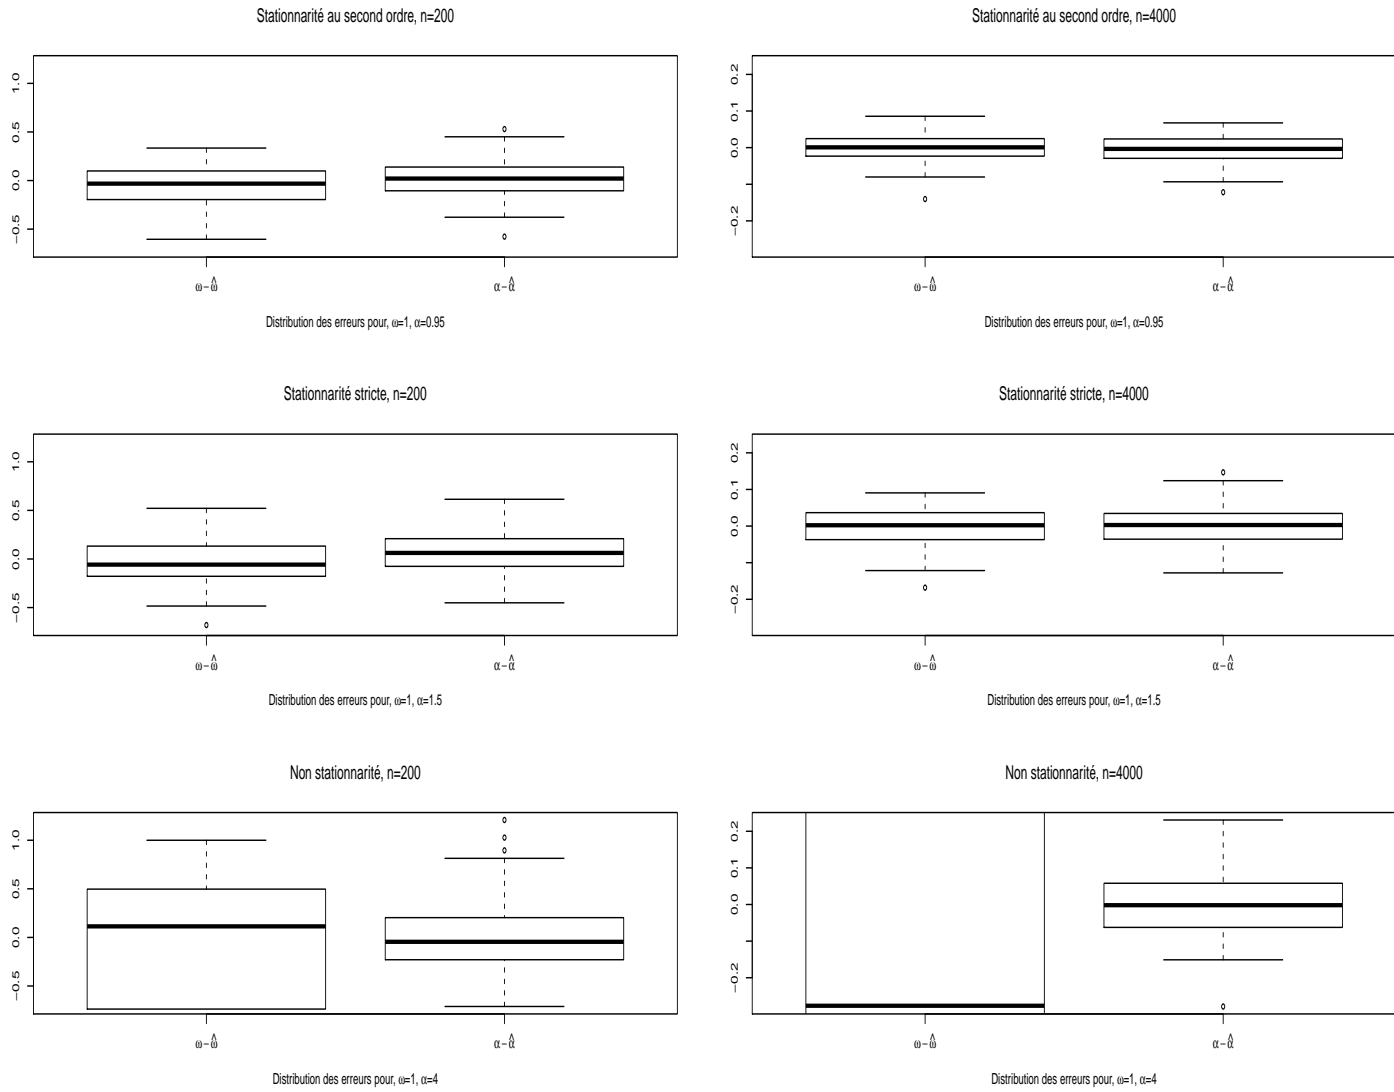 Stationnarité au second ordre, n=200
1.0
0.5
0.0
−0.5
ω−ω̂
α−α̂
Distribution des erreurs pour, ω=1, α=0.95
Stationnarité au second ordre, n=4000
0.2
0.1
0.0
−0.2
ω−ω̂
α−α̂
Distribution des erreurs pour, ω=1, α=0.95
Stationnarité stricte, n=200
1.0
0.5
0.0
−0.5
ω−ω̂
α−α̂
Distribution des erreurs pour, ω=1, α=1.5
Stationnarité stricte, n=4000
0.2
0.1
0.0
−0.2
ω−ω̂
α−α̂
Distribution des erreurs pour, ω=1, α=1.5
Non stationnarité, n=200
1.0
0.5
0.0
−0.5
ω−ω̂
α−α̂
Distribution des erreurs pour, ω=1, α=4
Non stationnarité, n=4000
0.2
0.1
0.0
−0.2
ω−ω̂
α−α̂
Distribution des erreurs pour, ω=1, α=4